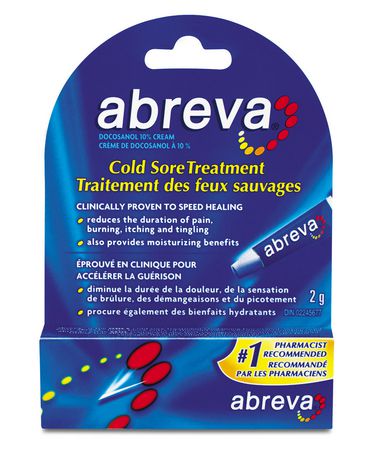 abreva
DOCOSANOL 10% CREAM
CRÈME DE DOCOSANOL À 10 %
Cold Sore Treatment
Traitement des feux sauvages
CLINICALLY PROVEN TO SPEED HEALING
reduces the duration of pain,
burning, itching and tingling
also provides moisturizing benefits
ÉPROUVÉ EN CLINIQUE POUR
ACCÉLÉRER LA GUÉRISON
diminue la durée de la douleur, de la sensation
de brûlure, des démangeaisons et du picotement
procure également des bienfaits hydratants
abreva
2 g
DIN 02245677
#1 PHARMACIST
RECOMMENDED
RECOMMANDÉ
PAR LES PHARMACIENS
abreva